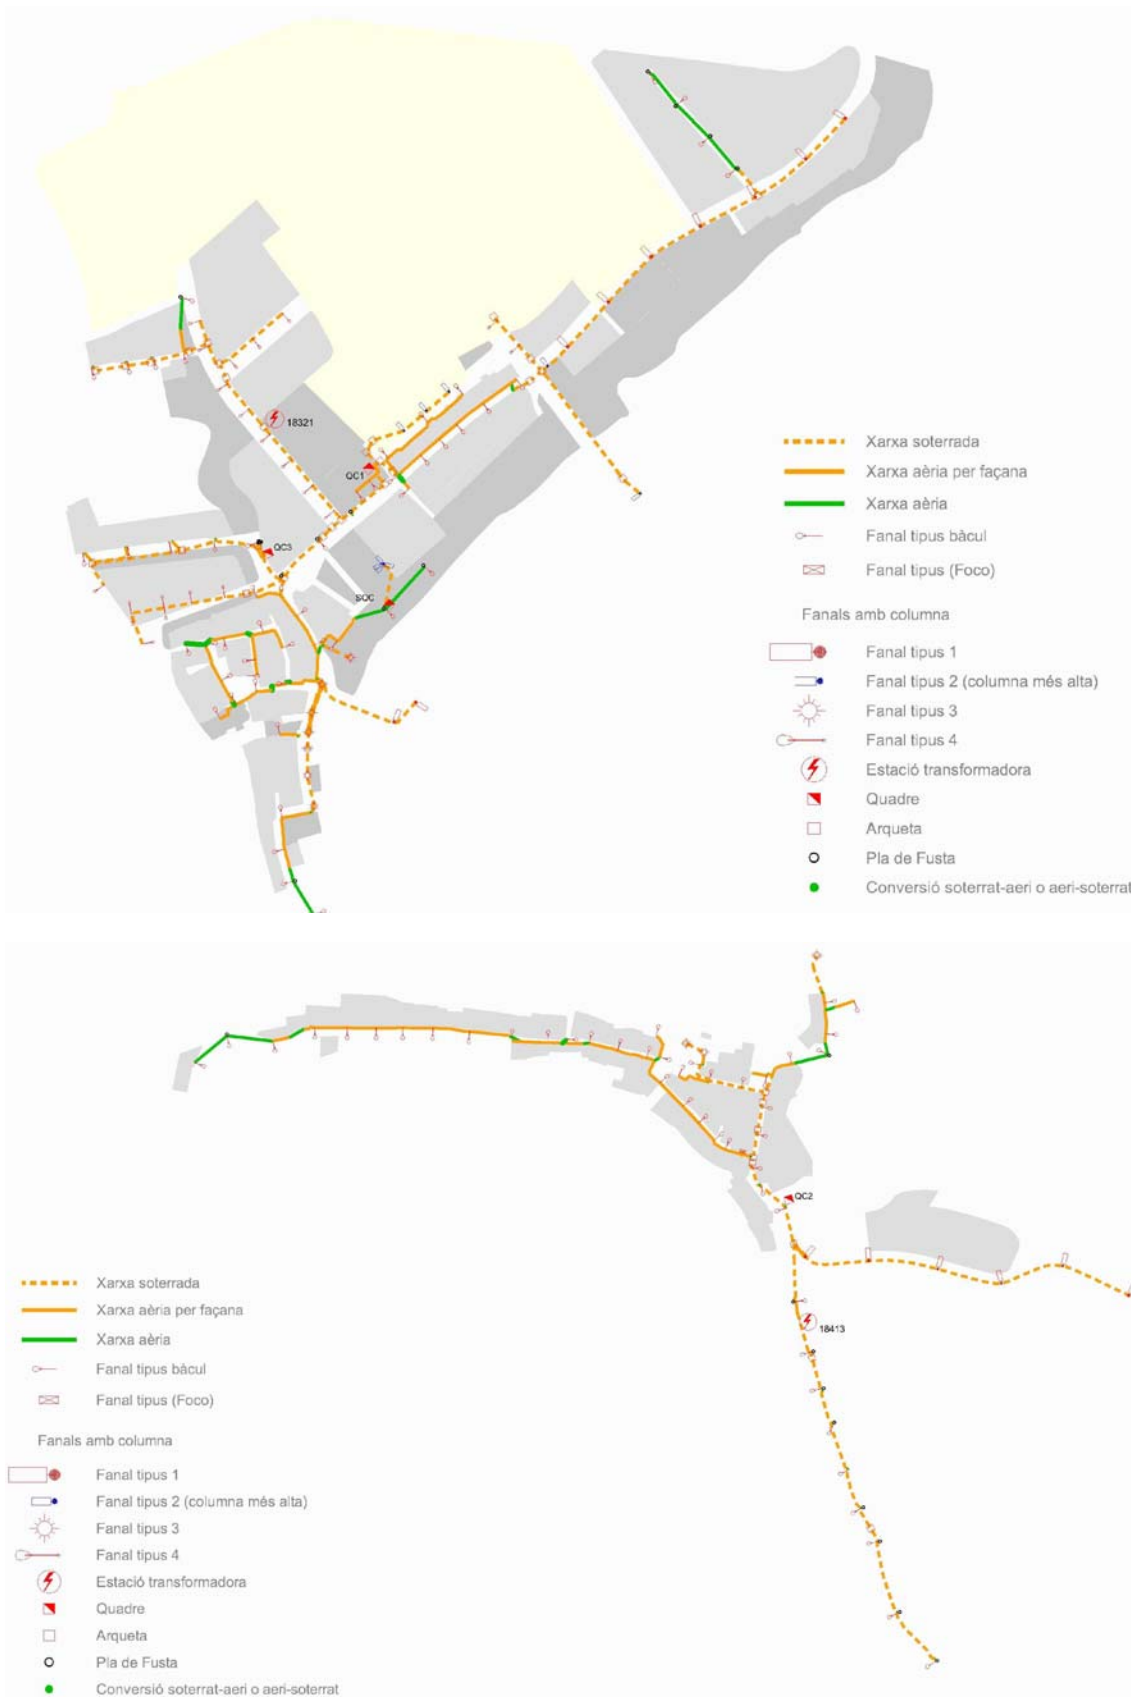 18321
QC1
QC3
SQC
Xarxa soterrada
Xarxa aèria per façana
Xarxa aèria
Fanal tipus bàcul
Fanal tipus (Foco)
Fanals amb columna
Fanal tipus 1
Fanal tipus 2 (columna més alta)
Fanal tipus 3
Fanal tipus 4
Estació transformadora
Quadre
Arqueta
Pla de Fusta
Conversió soterrat-aeri o aeri-soterrat
QC2
18413
Xarxa soterrada
Xarxa aèria per façana
Xarxa aèria
Fanal tipus bàcul
Fanal tipus (Foco)
Fanals amb columna
Fanal tipus 1
Fanal tipus 2 (columna més alta)
Fanal tipus 3
Fanal tipus 4
Estació transformadora
Quadre
Arqueta
Pla de Fusta
Conversió soterrat-aeri o aeri-soterrat